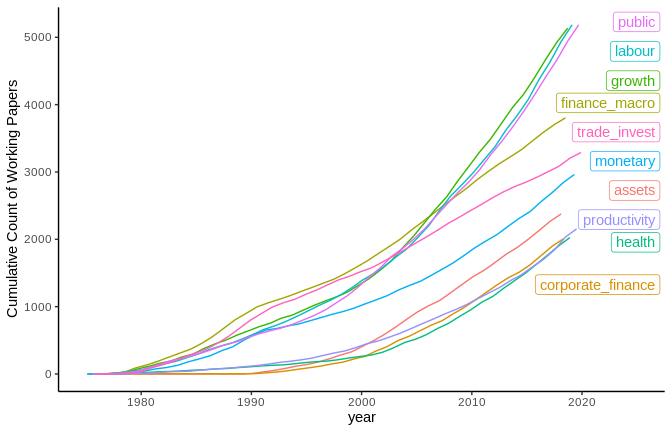 public
labour
growth
finance_macro
trade_invest
monetary
assets
productivity
health
corporate_finance
Cumulative Count of Working Papers
5000
4000
3000
2000
1000
0
1980 1990 2000 2010 2020
year